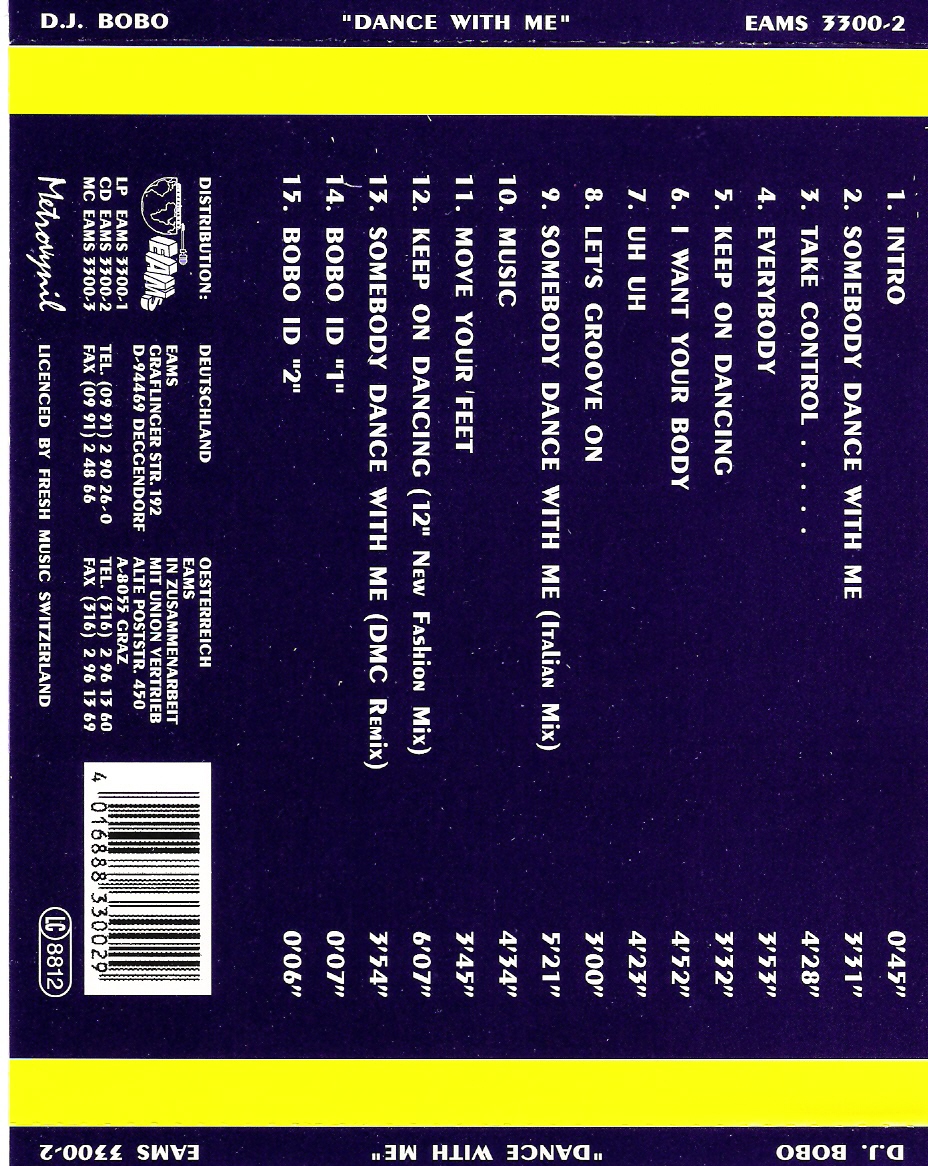 D.J. BOBO "DANCE WITH ME" EAMS 3300-2
1. INTRO 0'45"
2. SOMEBODY DANCE WITH ME 3'31"
3. TAKE CONTROL . . . . . 4'28"
4. EVERYBODY 3'53"
5. KEEP ON DANCING 3'32"
6. I WANT YOUR BODY 4'52"
7. UH UH 4'23"
8. LET'S GROOVE ON 3'00"
9. SOMEBODY DANCE WITH ME (Italian Mix) 5'21"
10. MUSIC 4'34"
11. MOVE YOUR FEET 3'45"
12. KEEP ON DANCING (12" New Fashion Mix) 6'07"
13. SOMEBODY DANCE WITH ME (DMC Remix) 3'54"
14. BOBO ID "1" 0'07"
15. BOBO ID "2" 0'06"
DISTRIBUTION:
EAMS
LP EAMS 3300-1
CD EAMS 3300-2
MC EAMS 3300-3
Metrovynil
DEUTSCHLAND
EAMS
GRAFLINGER STR. 192
D-94469 DEGGENDORF
TEL. (09 91) 2 90 26-0
FAX (09 91) 2 48 66
OESTERREICH
EAMS
IN ZUSAMMENARBEIT
MIT UNION VERTRIEB
ALTE POSTSTR. 450
A-8055 GRAZ
TEL. (316) 2 96 13 60
FAX (316) 2 96 13 69
LICENCED BY FRESH MUSIC SWITZERLAND
4 016888 330029
LC 8812
D.J. BOBO "DANCE WITH ME" EAMS 3300-2